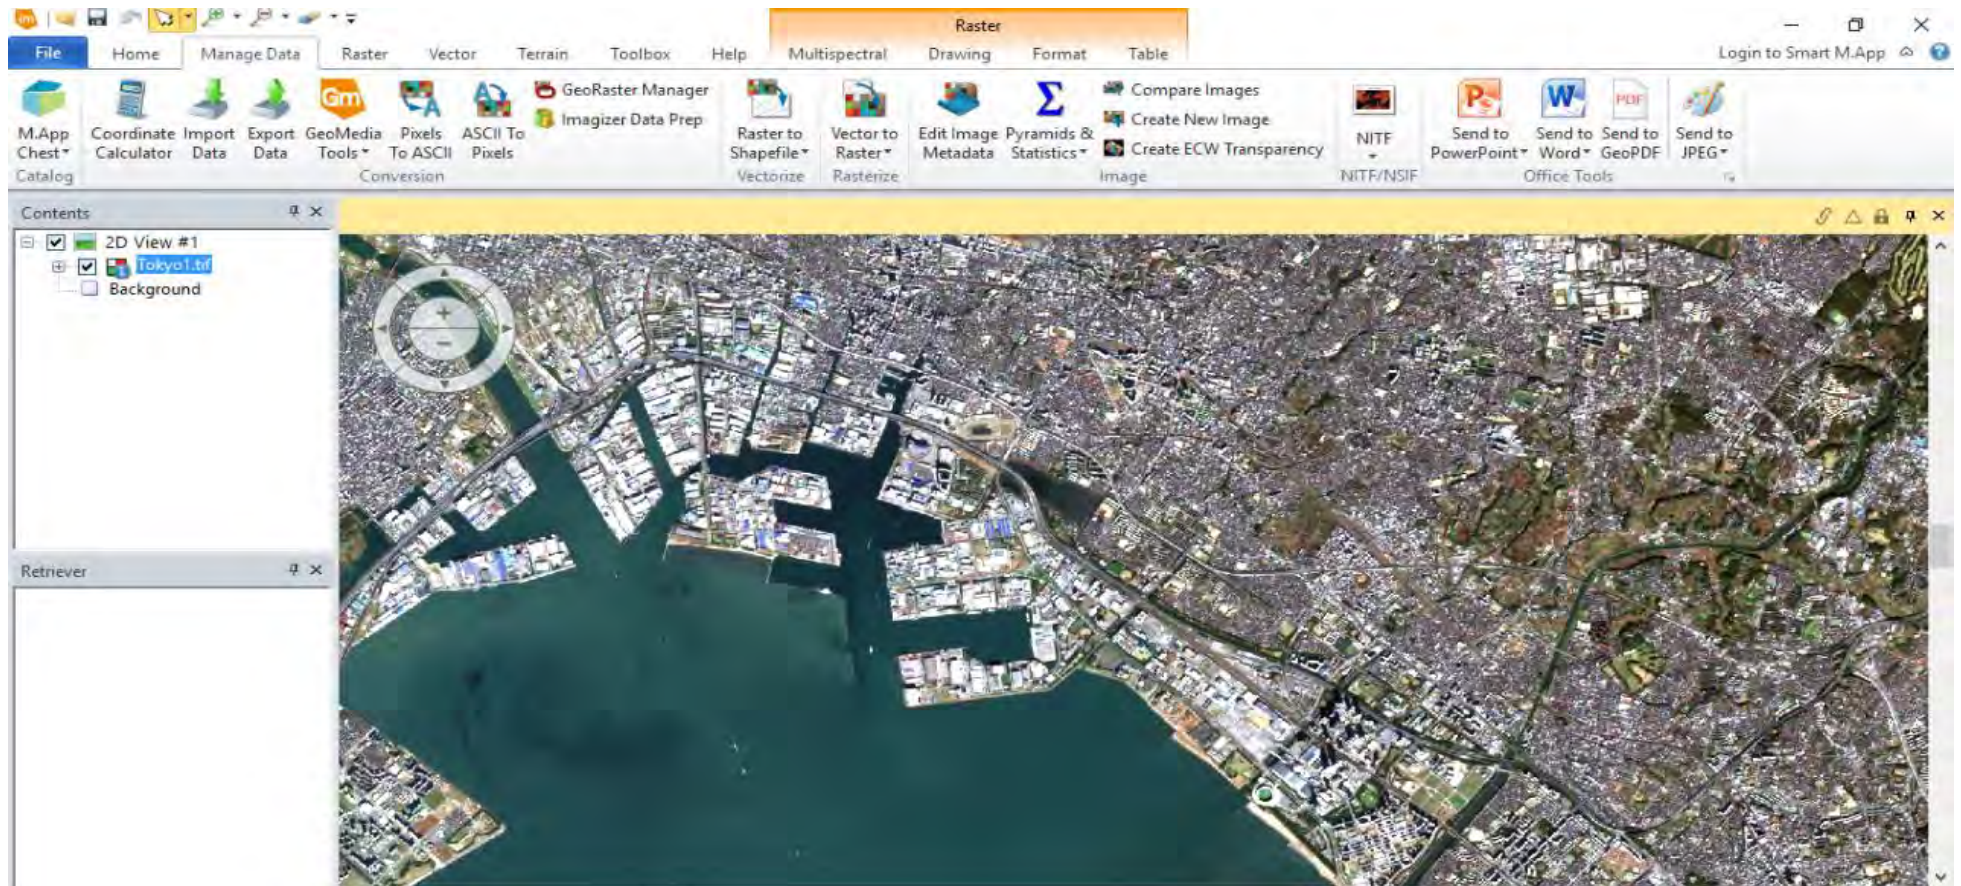 Raster
File Home Manage Data Raster Vector Terrain Toolbox Help Multispectral Drawing Format Table Login to Smart M.App
M.App Chest
Coordinate Calculator
Import Data
Export Data
GeoMedia Tools
Pixels To ASCII
ASCII To Pixels
GeoRaster Manager
Imagizer Data Prep
Raster to Shapefile
Vector to Raster
Edit Image Metadata
Pyramids & Statistics
Compare Images
Create New Image
Create ECW Transparency
NITF
Send to PowerPoint
Send to Word
PDF
Send to GeoPDF
Send to JPEG
Catalog Conversion Vectorize Rasterize Image NITF/NSIF Office Tools
Contents
2D View #1
Tokyo1.tif
Background
Retriever